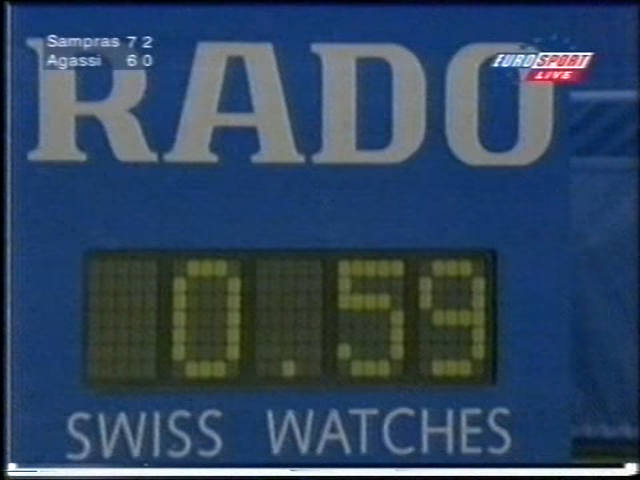 Sampras 7 2
Agassi 6 0
EUROSPORT
LIVE
RADO
0.59
SWISS WATCHES